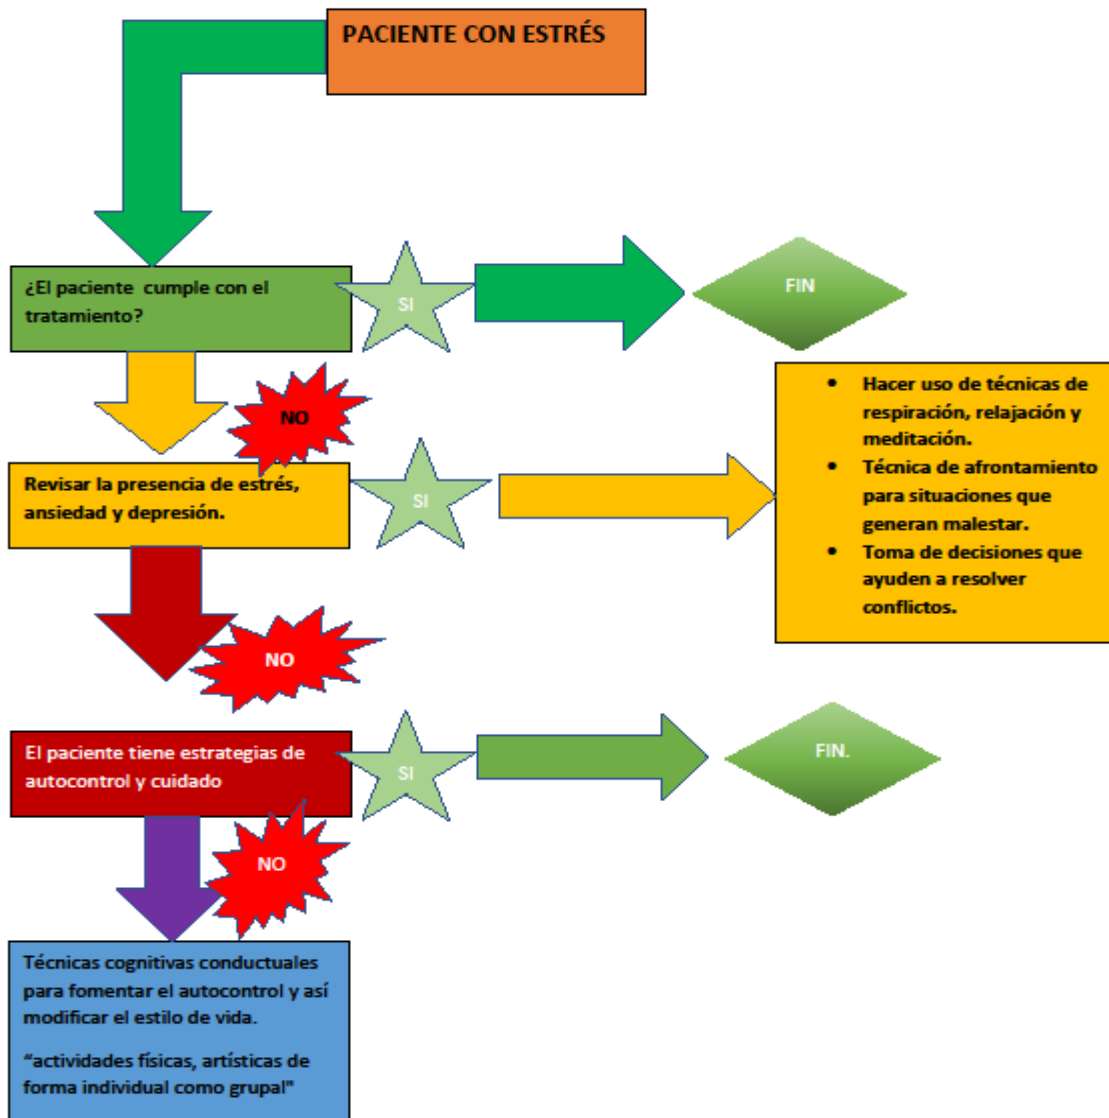 PACIENTE CON ESTRÉS
¿El paciente cumple con el
tratamiento?
SI
FIN
NO
Revisar la presencia de estrés,
ansiedad y depresión.
SI
• Hacer uso de técnicas de
respiración, relajación y
meditación.
• Técnica de afrontamiento
para situaciones que
generan malestar.
• Toma de decisiones que
ayuden a resolver
conflictos.
NO
El paciente tiene estrategias de
autocontrol y cuidado
SI
FIN.
NO
Técnicas cognitivas conductuales
para fomentar el autocontrol y así
modificar el estilo de vida.
“actividades físicas, artísticas de
forma individual como grupal"